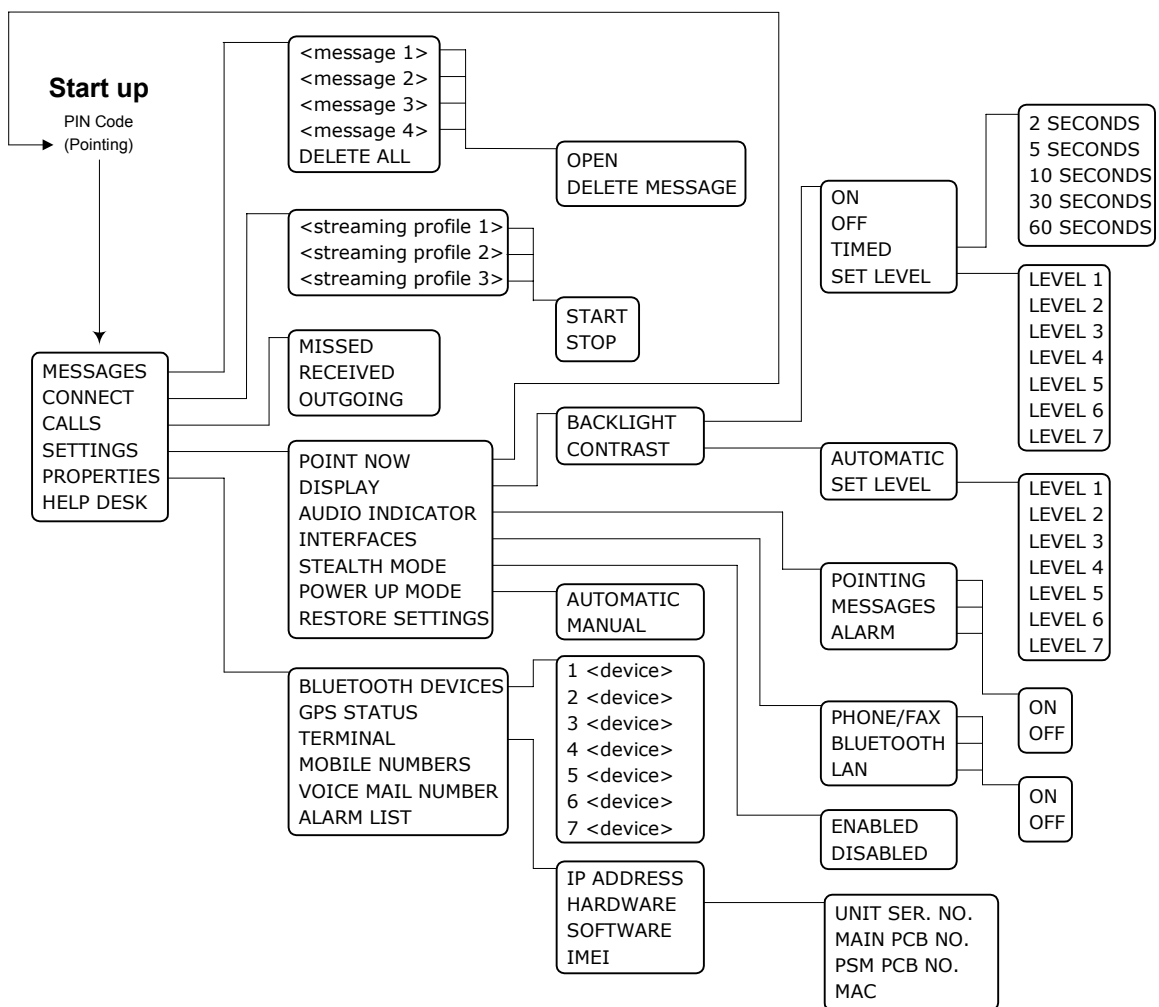 Start up
PIN Code
(Pointing)
MESSAGES
CONNECT
CALLS
SETTINGS
PROPERTIES
HELP DESK
<message 1>
<message 2>
<message 3>
<message 4>
DELETE ALL
OPEN
DELETE MESSAGE
<streaming profile 1>
<streaming profile 2>
<streaming profile 3>
START
STOP
MISSED
RECEIVED
OUTGOING
POINT NOW
DISPLAY
AUDIO INDICATOR
INTERFACES
STEALTH MODE
POWER UP MODE
RESTORE SETTINGS
BACKLIGHT
CONTRAST
ON
OFF
TIMED
SET LEVEL
2 SECONDS
5 SECONDS
10 SECONDS
30 SECONDS
60 SECONDS
LEVEL 1
LEVEL 2
LEVEL 3
LEVEL 4
LEVEL 5
LEVEL 6
LEVEL 7
AUTOMATIC
SET LEVEL
LEVEL 1
LEVEL 2
LEVEL 3
LEVEL 4
LEVEL 5
LEVEL 6
LEVEL 7
POINTING
MESSAGES
ALARM
ON
OFF
PHONE/FAX
BLUETOOTH
LAN
ON
OFF
ENABLED
DISABLED
AUTOMATIC
MANUAL
BLUETOOTH DEVICES
GPS STATUS
TERMINAL
MOBILE NUMBERS
VOICE MAIL NUMBER
ALARM LIST
1 <device>
2 <device>
3 <device>
4 <device>
5 <device>
6 <device>
7 <device>
IP ADDRESS
HARDWARE
SOFTWARE
IMEI
UNIT SER. NO.
MAIN PCB NO.
PSM PCB NO.
MAC